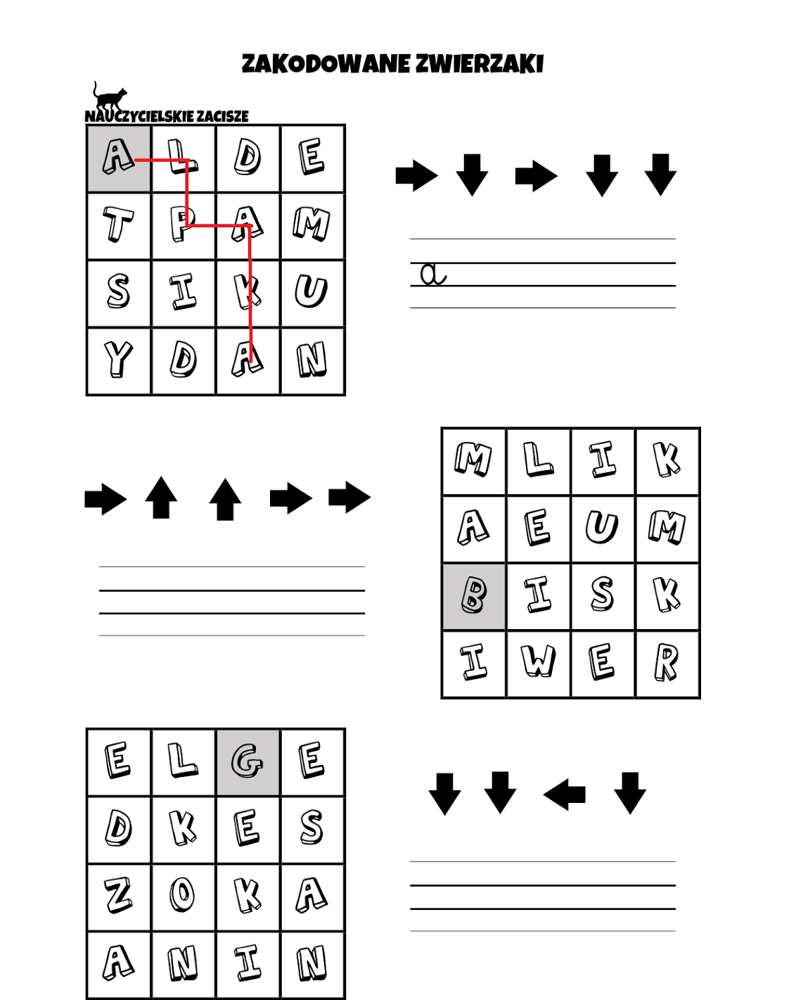 ZAKODOWANE ZWIERZAKI
NAUCZYCIELSKIE ZACISZE
A L D E
T P A M
S I K U
Y D A N
a
M L I K
A E U M
B I S K
I W E R
E L G E
D K E S
Z O K A
A N I N